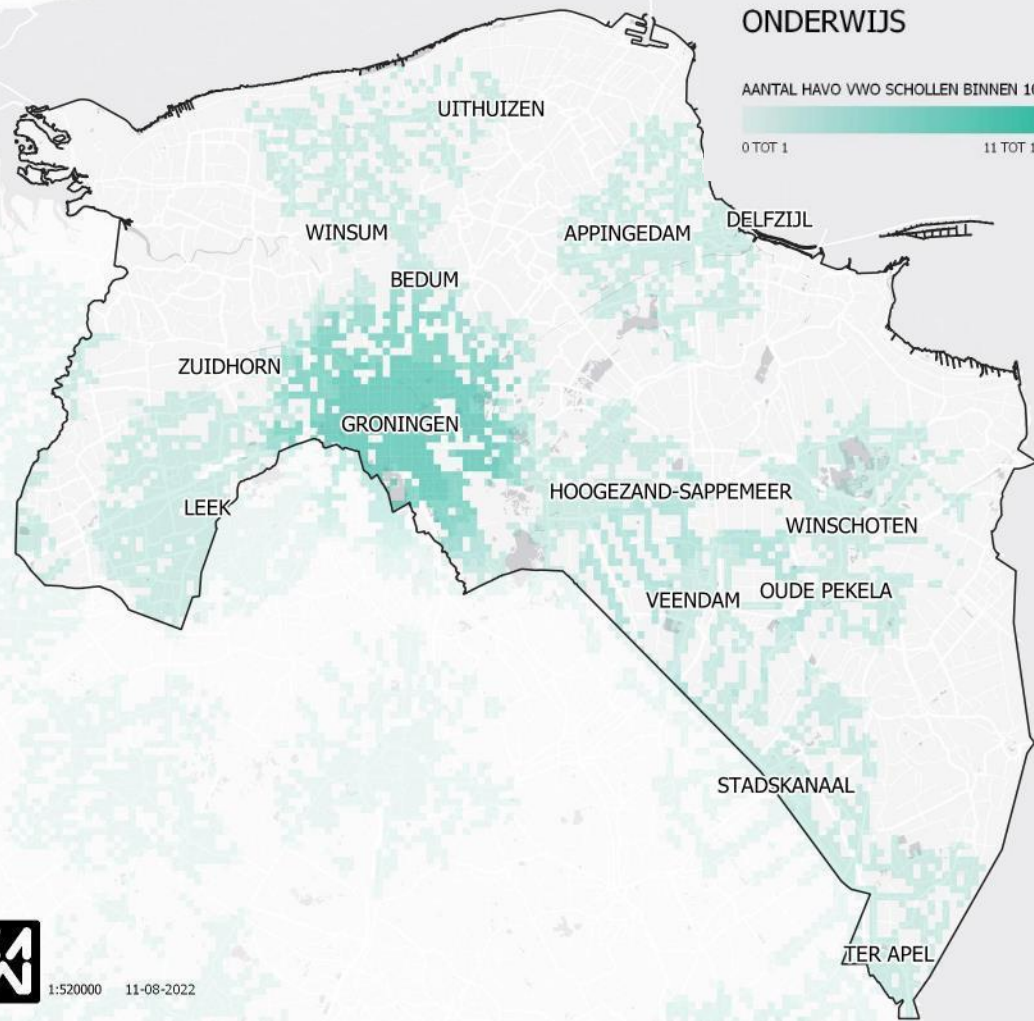 ONDERWIJS
AANTAL HAVO VWO SCHOLLEN BINNEN 10
0 TOT 1 11 TOT 1
UITHUIZEN
WINSUM
APPINGEDAM
DELFZIJL
BEDUM
ZUIDHORN
GRONINGEN
LEEK
HOOGEZAND-SAPPEMEER
WINSCHOTEN
VEENDAM
OUDE PEKELA
STADSKANAAL
TER APEL
1:520000 11-08-2022